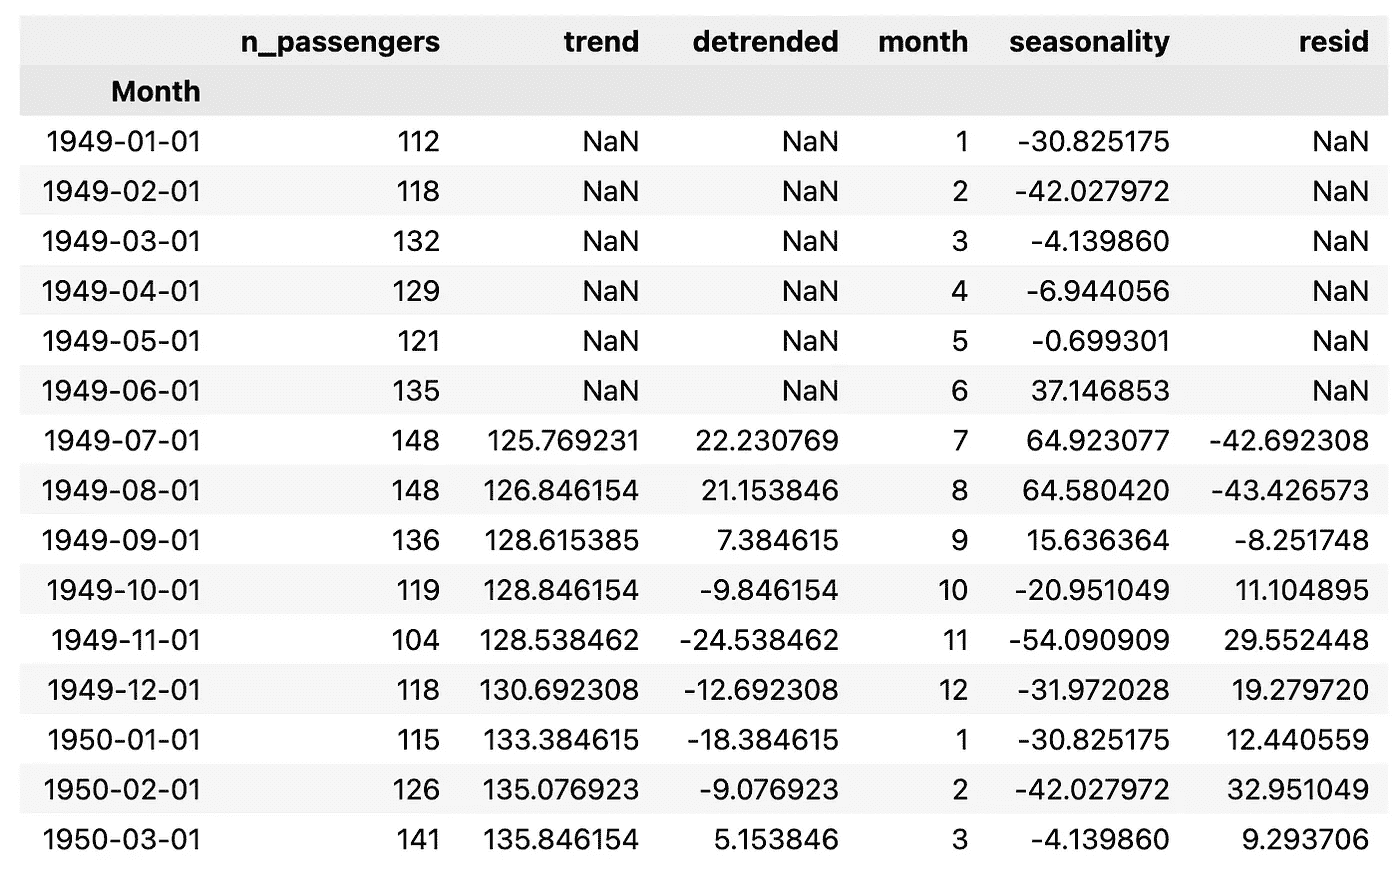 n_passengers trend detrended month seasonality resid
Month
1949-01-01 112 NaN NaN 1 -30.825175 NaN
1949-02-01 118 NaN NaN 2 -42.027972 NaN
1949-03-01 132 NaN NaN 3 -4.139860 NaN
1949-04-01 129 NaN NaN 4 -6.944056 NaN
1949-05-01 121 NaN NaN 5 -0.699301 NaN
1949-06-01 135 NaN NaN 6 37.146853 NaN
1949-07-01 148 125.769231 22.230769 7 64.923077 -42.692308
1949-08-01 148 126.846154 21.153846 8 64.580420 -43.426573
1949-09-01 136 128.615385 7.384615 9 15.636364 -8.251748
1949-10-01 119 128.846154 -9.846154 10 -20.951049 11.104895
1949-11-01 104 128.538462 -24.538462 11 -54.090909 29.552448
1949-12-01 118 130.692308 -12.692308 12 -31.972028 19.279720
1950-01-01 115 133.384615 -18.384615 1 -30.825175 12.440559
1950-02-01 126 135.076923 -9.076923 2 -42.027972 32.951049
1950-03-01 141 135.846154 5.153846 3 -4.139860 9.293706